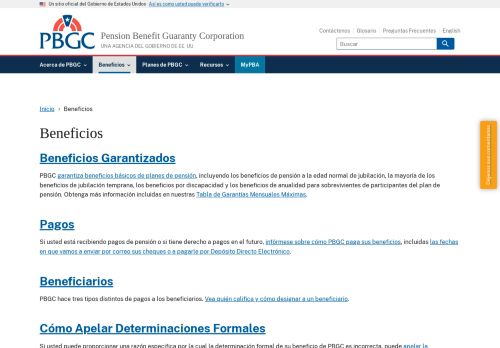 Un sitio oficial del Gobierno de Estados Unidos Así es como usted puede verificarlo
PBGC
Pension Benefit Guaranty Corporation
UNA AGENCIA DEL GOBIERNO DE EE. UU
Contáctenos Glosario Preguntas Frecuentes English
Buscar
Acerca de PBGC Beneficios Planes de PBGC Recursos MyPBA
Inicio › Beneficios
Beneficios
Beneficios Garantizados
PBGC garantiza beneficios básicos de planes de pensión, incluyendo los beneficios de pensión a la edad normal de jubilación, la mayoría de los
beneficios de jubilación temprana, los beneficios por discapacidad y los beneficios de anualidad para sobrevivientes de participantes del plan de
pensión. Obtenga más información incluidas en nuestras Tabla de Garantías Mensuales Máximas.
Pagos
Si usted está recibiendo pagos de pensión o si tiene derecho a pagos en el futuro, infórmese sobre cómo PBGC paga sus beneficios, incluidas las fechas
en que vamos a enviar por correo sus cheques o a pagarle por Depósito Directo Electrónico.
Beneficiarios
PBGC hace tres tipos distintos de pagos a los beneficiarios. Vea quién califica y cómo designar a un beneficiario.
Cómo Apelar Determinaciones Formales
Si usted puede proporcionar una razón específica por la cual la determinación formal de su beneficio de PBGC es incorrecta, puede apelar la